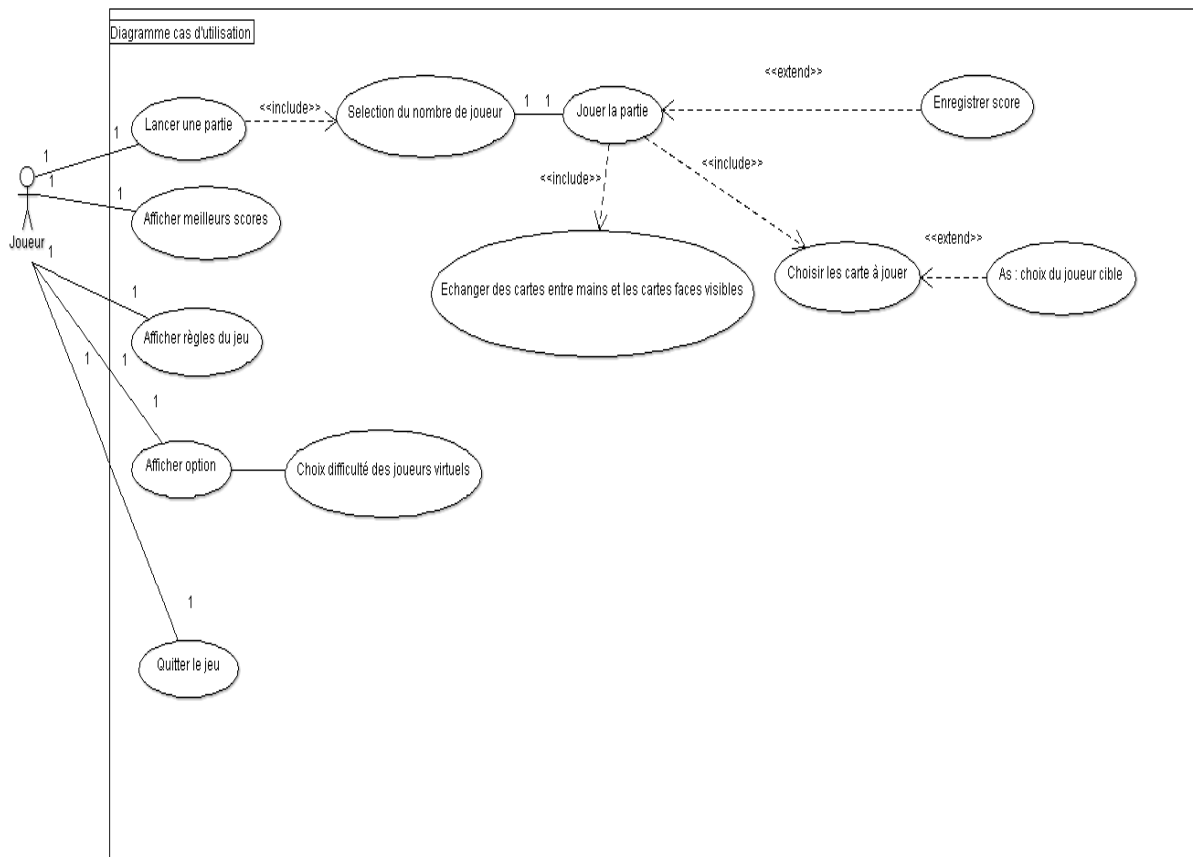 Diagramme cas d'utilisation
<<extend>>
Lancer une partie
<<include>>
Selection du nombre de joueur
1
1
Jouer la partie
Enregistrer score
1
1
<<include>>
<<include>>
1
1
Afficher meilleurs scores
Joueur
1
<<extend>>
Echanger des cartes entre mains et les cartes faces visibles
Choisir les carte à jouer
As : choix du joueur cible
1
Afficher règles du jeu
1
1
1
Afficher option
Choix difficulté des joueurs virtuels
1
Quitter le jeu